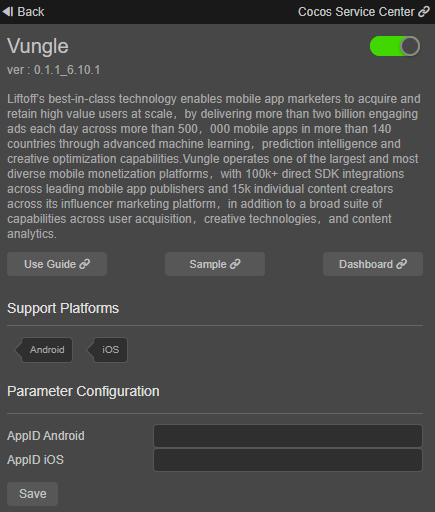 Back
Cocos Service Center
Vungle
ver : 0.1.1_6.10.1
Liftoff's best-in-class technology enables mobile app marketers to acquire and
retain high value users at scale，by delivering more than two billion engaging
ads each day across more than 500，000 mobile apps in more than 140
countries through advanced machine learning，prediction intelligence and
creative optimization capabilities.Vungle operates one of the largest and most
diverse mobile monetization platforms，with 100k+ direct SDK integrations
across leading mobile app publishers and 15k individual content creators
across its influencer marketing platform，in addition to a broad suite of
capabilities across user acquisition，creative technologies，and content
analytics.
Use Guide
Sample
Dashboard
Support Platforms
Android
iOS
Parameter Configuration
AppID Android
AppID iOS
Save